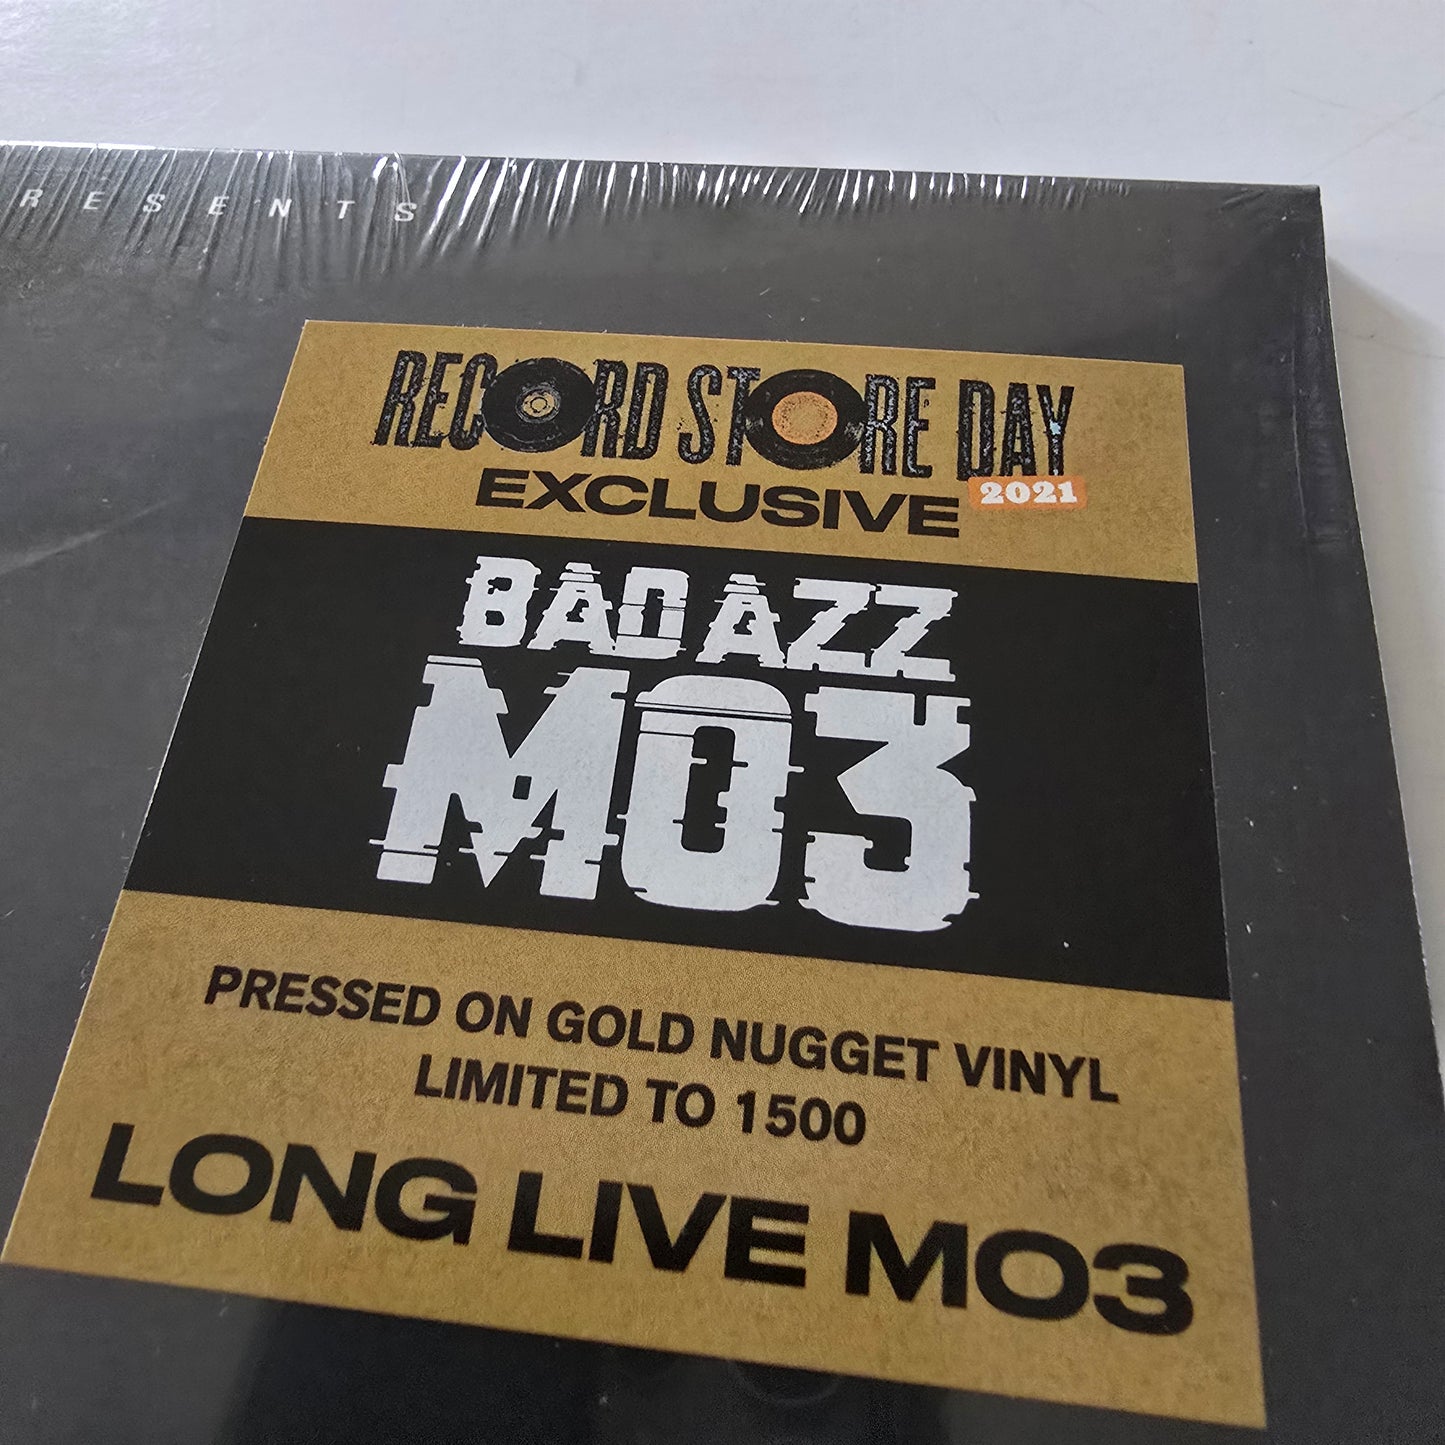 RESENTS
RECORD STORE DAY
EXCLUSIVE 2021
BAD AZZ
MO3
PRESSED ON GOLD NUGGET VINYL
LIMITED TO 1500
LONG LIVE MO3